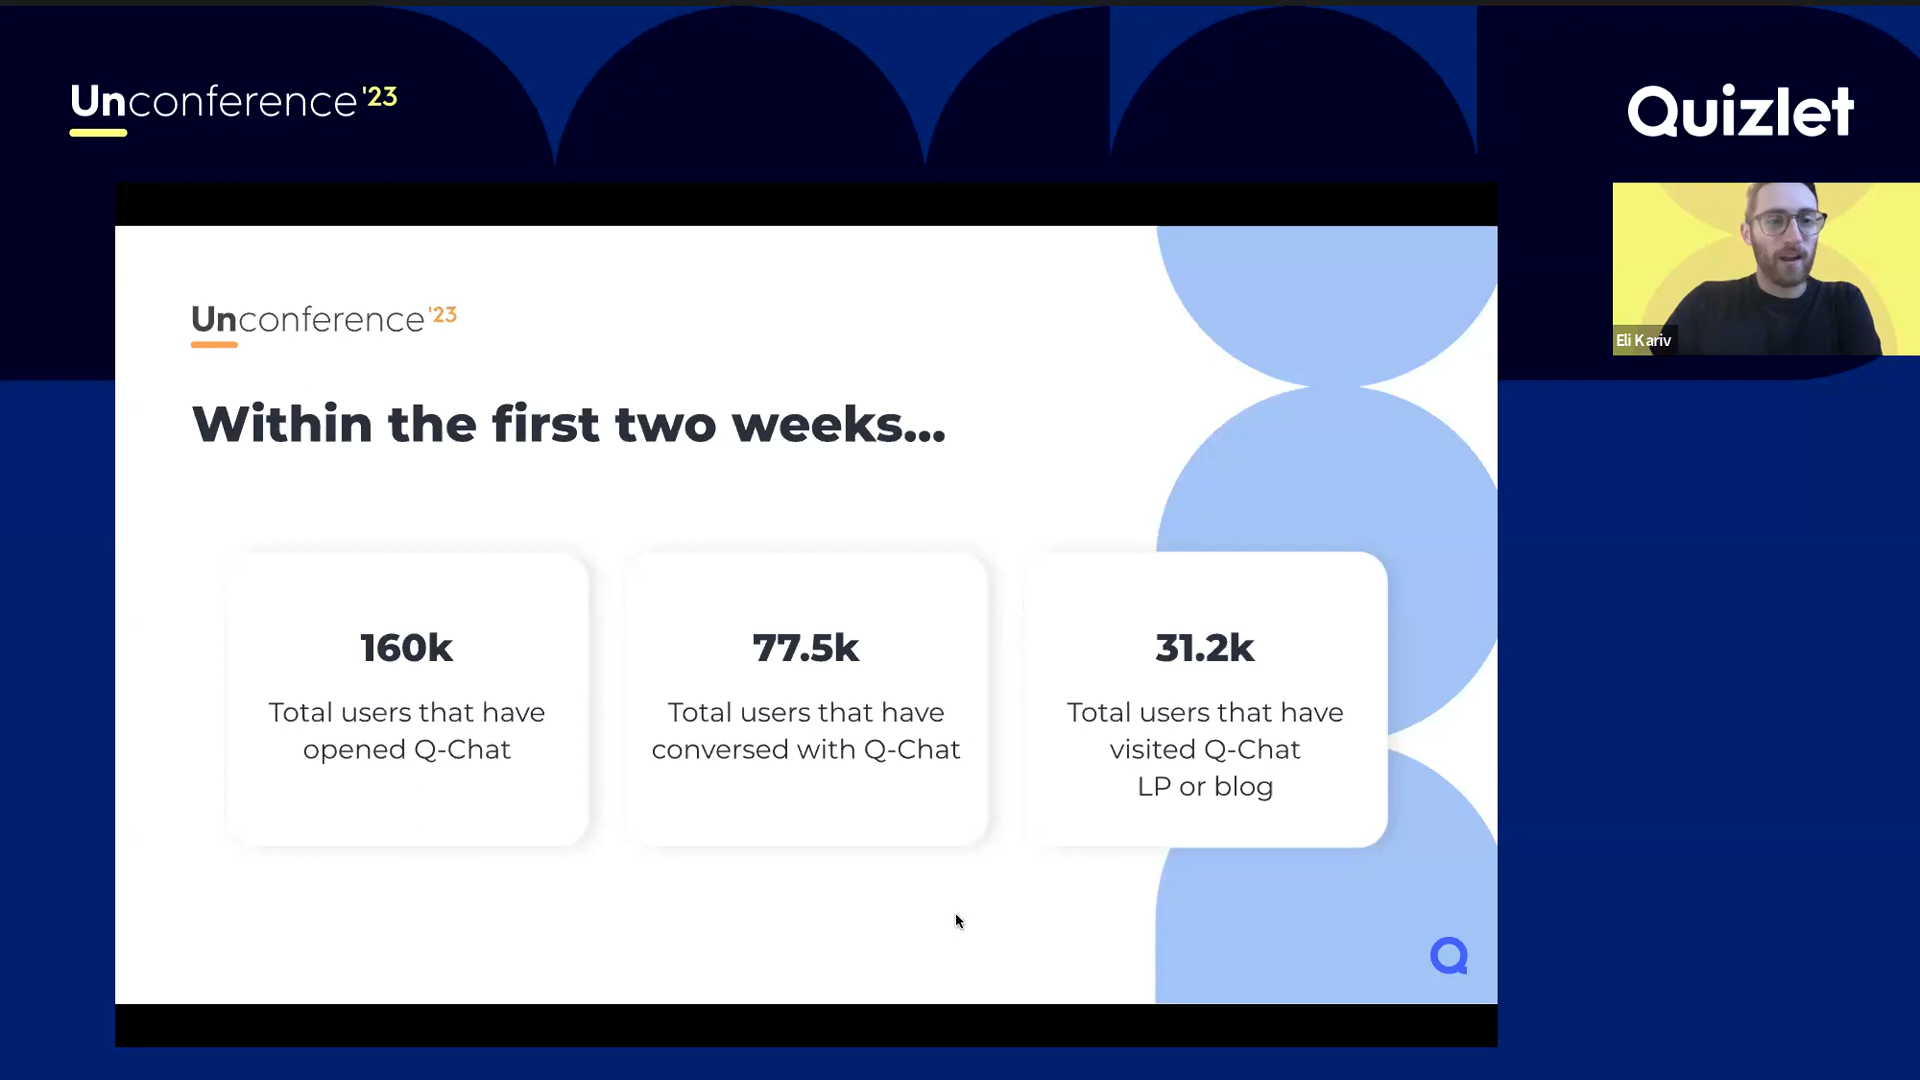 Unconference '23
Quizlet
Eli Kariv
Unconference '23
Within the first two weeks...
160k
Total users that have
opened Q-Chat
77.5k
Total users that have
conversed with Q-Chat
31.2k
Total users that have
visited Q-Chat
LP or blog